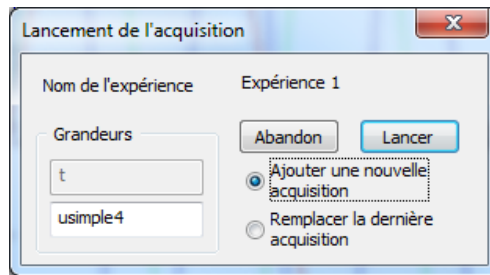 Lancement de l'acquisition
Nom de l'expérience
Expérience 1
Grandeurs
t
usimple4
Abandon
Lancer
Ajouter une nouvelle
acquisition
Remplacer la dernière
acquisition